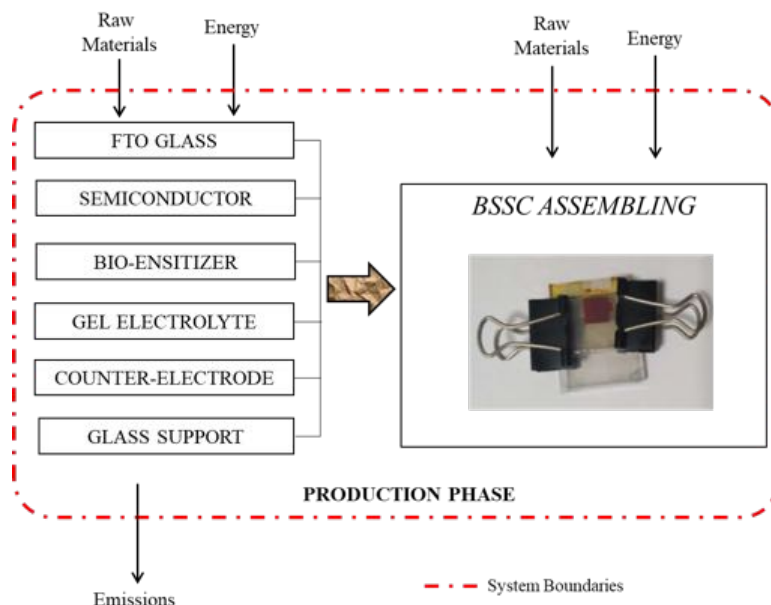 Raw
Materials
Energy
Raw
Materials
Energy
FTO GLASS
SEMICONDUCTOR
BIO-ENSITIZER
GEL ELECTROLYTE
COUNTER-ELECTRODE
GLASS SUPPORT
BSSC ASSEMBLING
PRODUCTION PHASE
Emissions
System Boundaries